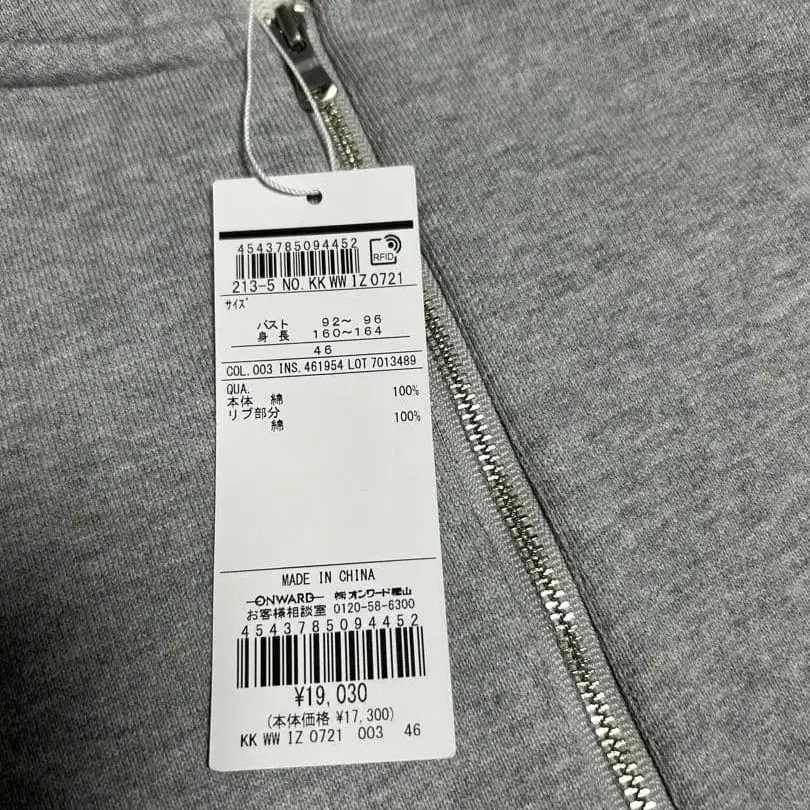 4543785094452
RFID
213-5 NO. KK WW IZ 0721
サイズ
バスト 92~ 96
身 長 160~164
46
COL. 003 INS. 461954 LOT 7013489
QUA.
本体 綿 100%
リブ部分
綿 100%
MADE IN CHINA
ONWARD ㈱オンワード樫山
お客様相談室 0120-58-6300
4543785094452
¥19,030
(本体価格 ¥17,300)
KK WW IZ 0721 003 46